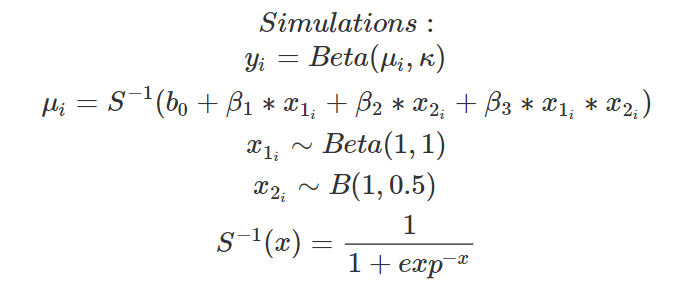 Simulations :
y_i = Beta(μ_i, κ)
μ_i = S^{-1}(b_0 + β_1 * x_{1_i} + β_2 * x_{2_i} + β_3 * x_{1_i} * x_{2_i})
x_{1_i} ∼ Beta(1, 1)
x_{2_i} ∼ B(1, 0.5)
S^{-1}(x) = \frac{1}{1 + exp^{-x}}